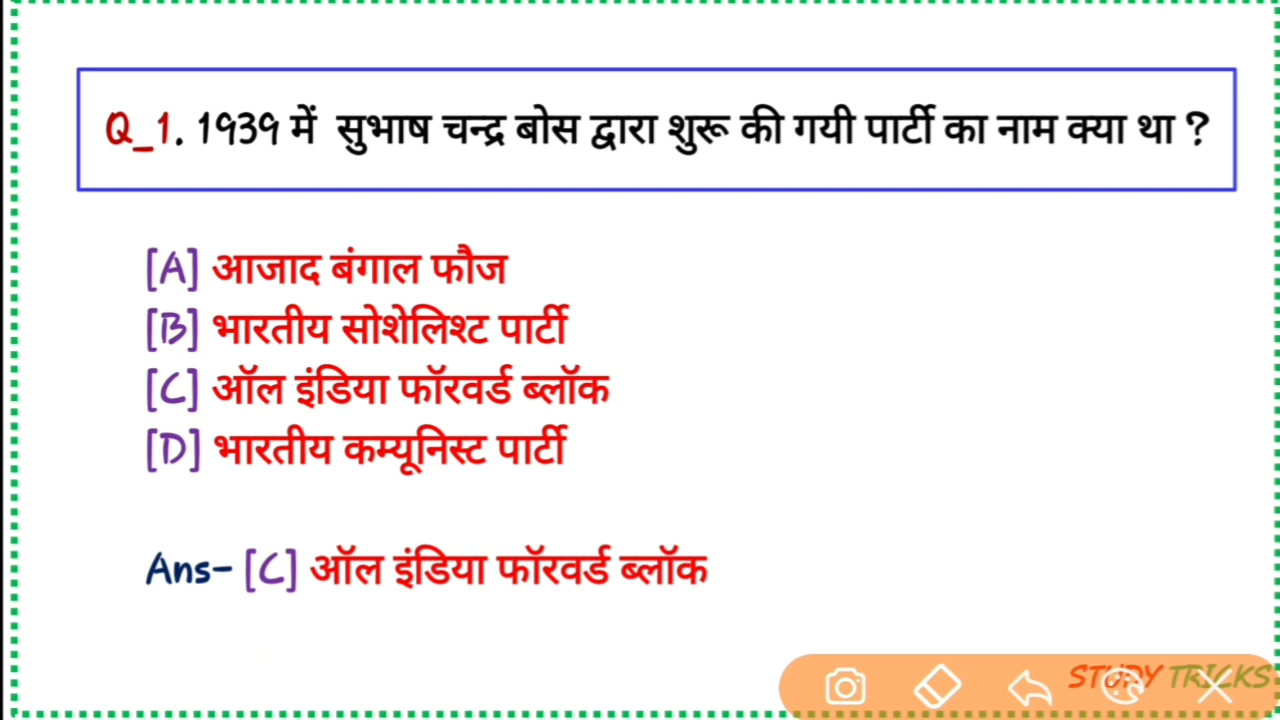 Q_1. 1939 में सुभाष चन्द्र बोस द्वारा शुरू की गयी पार्टी का नाम क्या था ?
[A] आजाद बंगाल फौज
[B] भारतीय सोशेलिश्ट पार्टी
[C] ऑल इंडिया फॉरवर्ड ब्लॉक
[D] भारतीय कम्यूनिस्ट पार्टी
Ans- [C] ऑल इंडिया फॉरवर्ड ब्लॉक
STUDY TRICKS